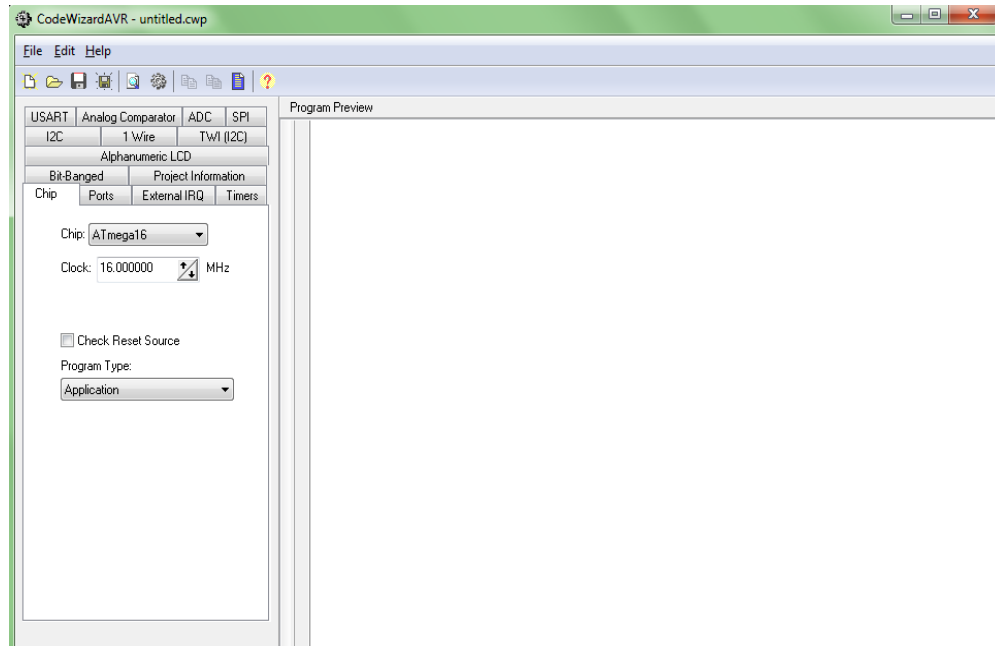 CodeWizardAVR - untitled.cwp
File Edit Help
Program Preview
USART Analog Comparator ADC SPI
I2C 1 Wire TWI (I2C)
Alphanumeric LCD
Bit-Banged Project Information
Chip Ports External IRQ Timers
Chip: ATmega16
Clock: 16.000000 MHz
Check Reset Source
Program Type:
Application